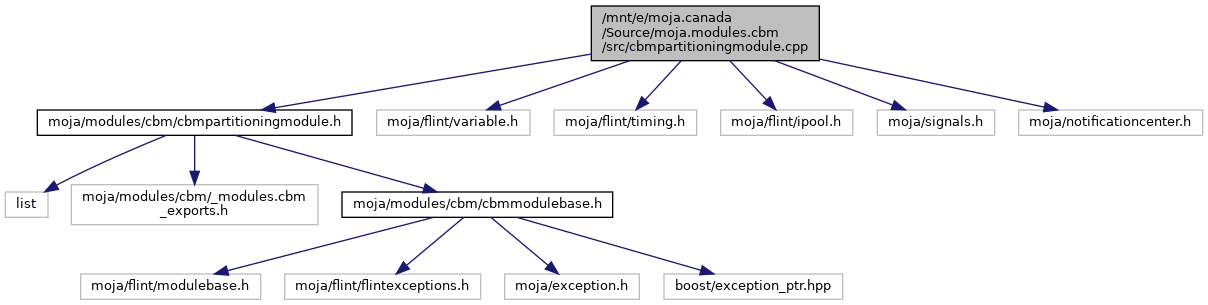 /mnt/e/moja.canada
/Source/moja.modules.cbm
/src/cbmpartitioningmodule.cpp
moja/modules/cbm/cbmpartitioningmodule.h
moja/flint/variable.h
moja/flint/timing.h
moja/flint/ipool.h
moja/signals.h
moja/notificationcenter.h
list
moja/modules/cbm/_modules.cbm
_exports.h
moja/modules/cbm/cbmmodulebase.h
moja/flint/modulebase.h
moja/flint/flintexceptions.h
moja/exception.h
boost/exception_ptr.hpp